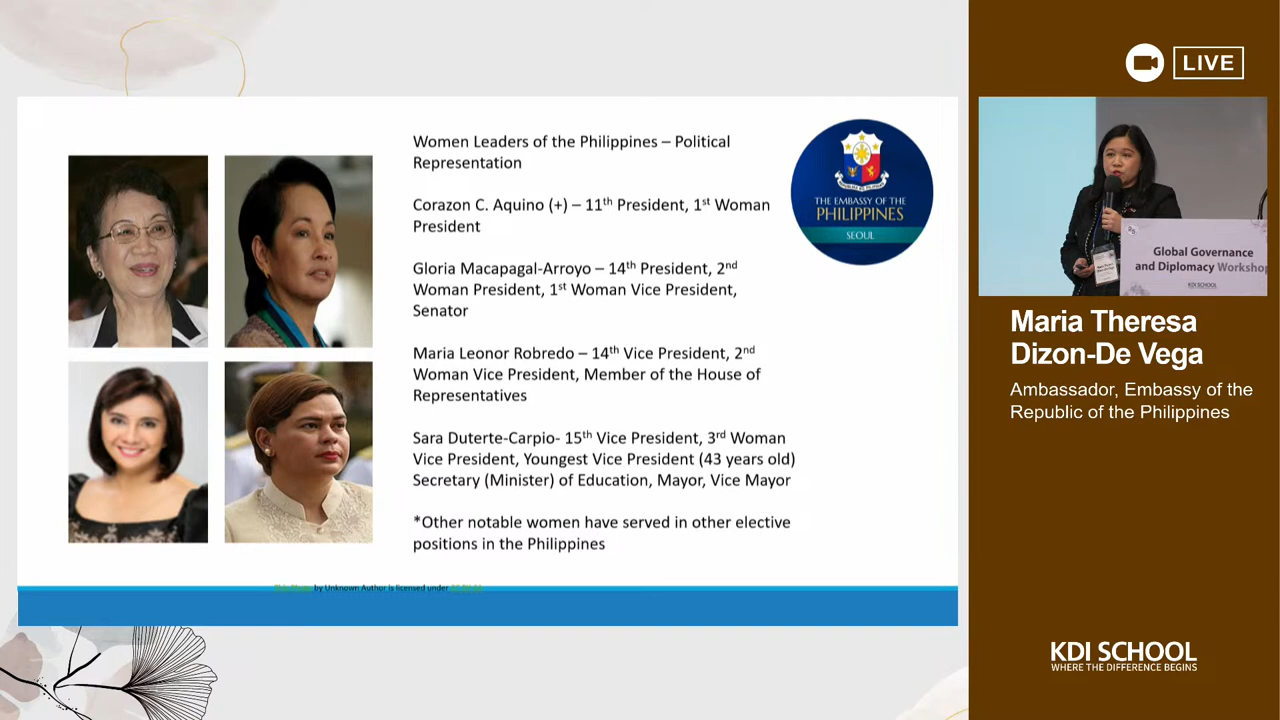 Women Leaders of the Philippines – Political
Representation
Corazon C. Aquino (+) – 11th President, 1st Woman
President
Gloria Macapagal-Arroyo – 14th President, 2nd
Woman President, 1st Woman Vice President,
Senator
Maria Leonor Robredo – 14th Vice President, 2nd
Woman Vice President, Member of the House of
Representatives
Sara Duterte-Carpio- 15th Vice President, 3rd Woman
Vice President, Youngest Vice President (43 years old)
Secretary (Minister) of Education, Mayor, Vice Mayor
*Other notable women have served in other elective
positions in the Philippines
by Unknown Author is licensed under
THE EMBASSY OF THE
PHILIPPINES
SEOUL
LIVE
Global Governance
and Diplomacy Workshop
KDI SCHOOL
Maria Theresa
Dizon-De Vega
Ambassador, Embassy of the
Republic of the Philippines
KDI SCHOOL
WHERE THE DIFFERENCE BEGINS